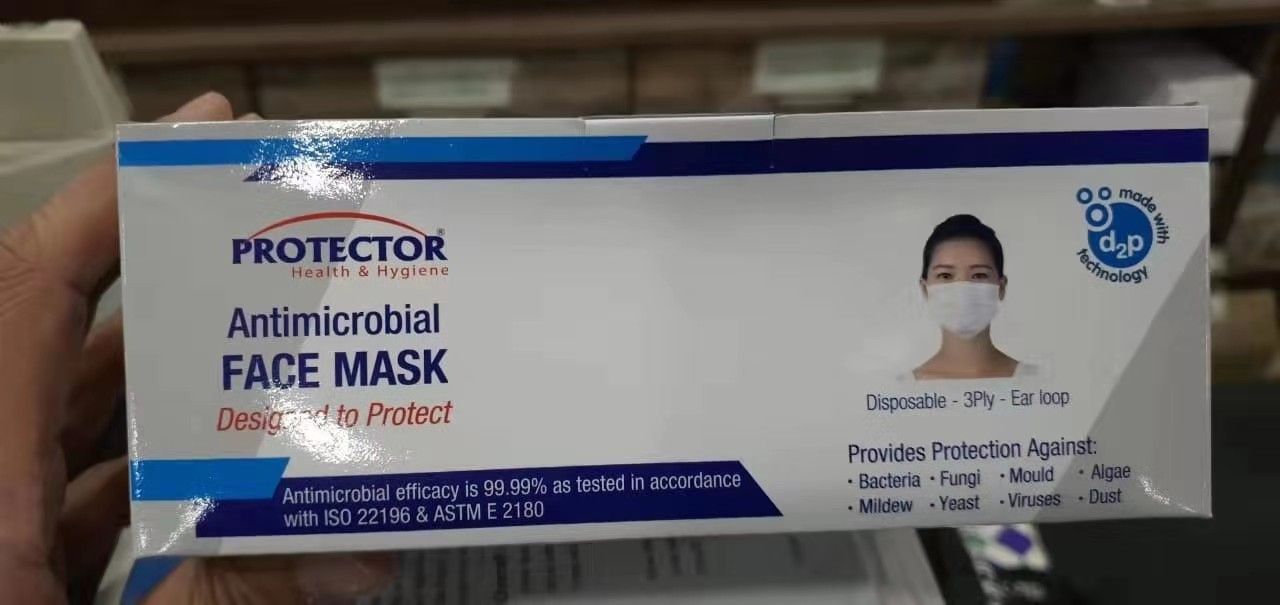 PROTECTOR®
Health & Hygiene
Antimicrobial
FACE MASK
Designed to Protect
Antimicrobial efficacy is 99.99% as tested in accordance
with ISO 22196 & ASTM E 2180
made with
d2p
technology
Disposable - 3Ply - Ear loop
Provides Protection Against:
• Bacteria • Fungi • Mould • Algae
• Mildew • Yeast • Viruses • Dust